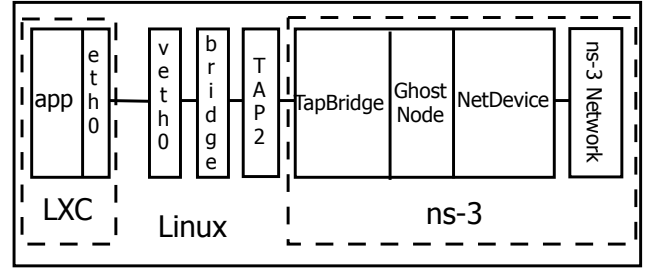 app
eth0
veth0
bridge
TAP2
TapBridge
Ghost
Node
NetDevice
ns-3 Network
LXC
Linux
ns-3